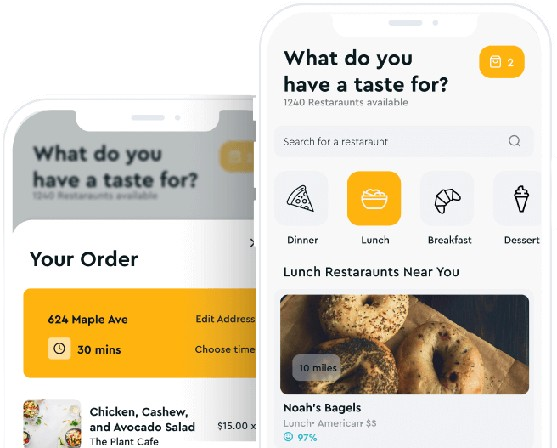 What do you
have a taste for?
1240 Restaraunts available
Your Order
624 Maple Ave
Edit Address
30 mins
Choose time
Chicken, Cashew,
and Avocado Salad
$15.00 x
The Plant Cafe
What do you
have a taste for?
2
1240 Restaraunts available
Search for a restaraunt
Dinner
Lunch
Breakfast
Dessert
Lunch Restaraunts Near You
10 miles
Noah's Bagels
Lunch· American $3
97%